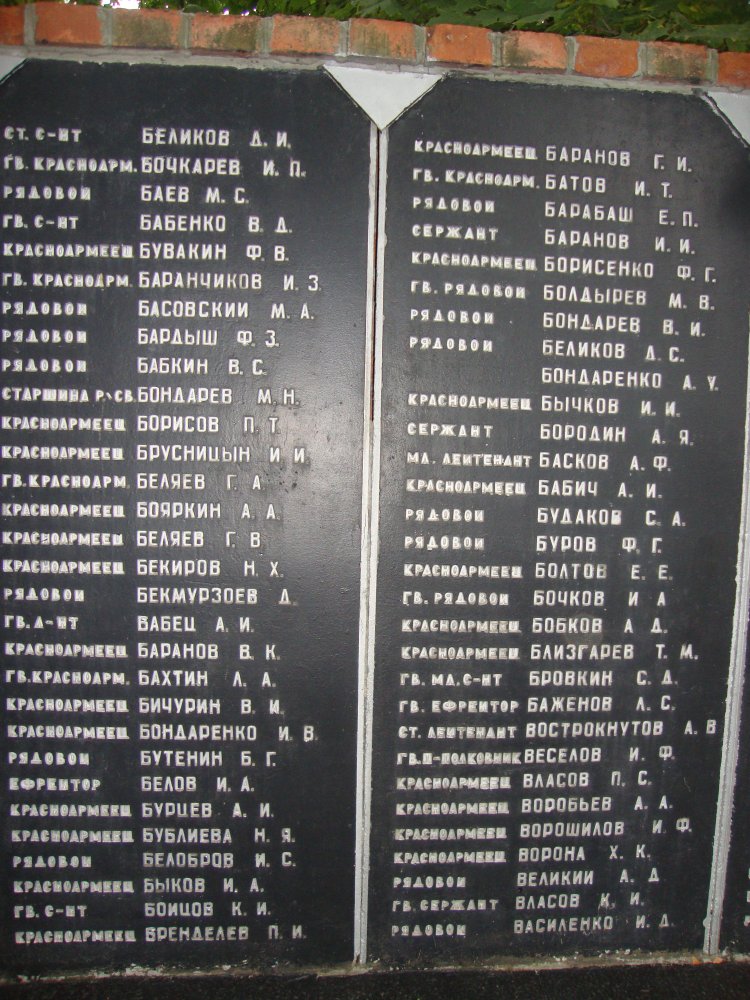 СТ. С-НТ БЕЛИКОВ Д. И.
ГВ. КРАСНОАРМ. БОЧКАРЕВ И. П.
РЯДОВОЙ БАЕВ М. С.
ГВ. С-НТ БАБЕНКО В. Д.
КРАСНОАРМЕЕЦ БУВАКИН Ф. В.
ГВ. КРАСНОАРМ. БАРАНЧИКОВ И. З.
РЯДОВОЙ БАСОВСКИЙ М. А.
РЯДОВОЙ БАРДЫШ Ф. З.
РЯДОВОЙ БАБКИН В. С.
СТАРШИНА БОНДАРЕВ М. Н.
КРАСНОАРМЕЕЦ БОРИСОВ П. Т.
КРАСНОАРМЕЕЦ БРУСНИЦЫН И И
ГВ. КРАСНОАРМ. БЕЛЯЕВ Г. А
КРАСНОАРМЕЕЦ БОЯРКИН А. А.
КРАСНОАРМЕЕЦ БЕЛЯЕВ Г. В
КРАСНОАРМЕЕЦ БЕКИРОВ Н. Х.
РЯДОВОЙ БЕКМУРЗОЕВ Д.
ГВ. Л-НТ БАБЕЦ А. И.
КРАСНОАРМЕЕЦ БАРАНОВ В. К.
ГВ. КРАСНОАРМ. БАХТИН Л. А.
КРАСНОАРМЕЕЦ БИЧУРИН В. И.
КРАСНОАРМЕЕЦ БОНДАРЕНКО И. В.
РЯДОВОЙ БУТЕНИН Б. Г.
ЕФРЕЙТОР БЕЛОВ И. А.
КРАСНОАРМЕЕЦ БУРЦЕВ А. И.
КРАСНОАРМЕЕЦ БУБЛИЕВА Н. Я.
РЯДОВОЙ БЕЛОБРОВ И. С.
КРАСНОАРМЕЕЦ БЫКОВ И. А.
ГВ. С-НТ БОЙЦОВ К. И.
КРАСНОАРМЕЕЦ ВРЕНДЕЛЕВ П. И.
КРАСНОАРМЕЕЦ БАРАНОВ Г. И.
ГВ. КРАСНОАРМ. БАТОВ И. Т.
РЯДОВОЙ БАРАБАШ Е. П.
СЕРЖАНТ БАРАНОВ И. И.
КРАСНОАРМЕЕЦ БОРИСЕНКО Ф. Г.
ГВ. РЯДОВОЙ БОЛДЫРЕВ М. В.
РЯДОВОЙ БОНДАРЕВ В. И.
РЯДОВОЙ БЕЛИКОВ Д. С.
БОНДАРЕНКО А. У.
КРАСНОАРМЕЕЦ БЫЧКОВ И. И.
СЕРЖАНТ БОРОДИН А. Я.
МЛ. ЛЕЙТЕНАНТ БАСКОВ А. Ф.
КРАСНОАРМЕЕЦ БАБИЧ А. И.
РЯДОВОЙ БУДАКОВ С. А.
РЯДОВОЙ БУРОВ Ф. Г.
КРАСНОАРМЕЕЦ БОЛТОВ Е. Е.
ГВ. РЯДОВОЙ БОЧКОВ И А
КРАСНОАРМЕЕЦ БОБКОВ А Д.
КРАСНОАРМЕЕЦ БЛИЗГАРЕВ Т. М.
ГВ. МЛ. С-НТ БРОВКИН С. Д.
ГВ. ЕФРЕЙТОР БАЖЕНОВ Л. С.
СТ. ЛЕЙТЕНАНТ ВОСТРОКНУТОВ А. В
ГВ. П-ПОЛКОВНИК ВЕСЕЛОВ И. Ф.
КРАСНОАРМЕЕЦ ВЛАСОВ П. С.
КРАСНОАРМЕЕЦ ВОРОБЬЕВ А. А.
КРАСНОАРМЕЕЦ ВОРОШИЛОВ И. Ф.
КРАСНОАРМЕЕЦ ВОРОНА Х. К.
РЯДОВОЙ ВЕЛИКИЙ А. Д
ГВ. СЕРЖАНТ ВЛАСОВ К. И.
РЯДОВОЙ ВАСИЛЕНКО И. Д.